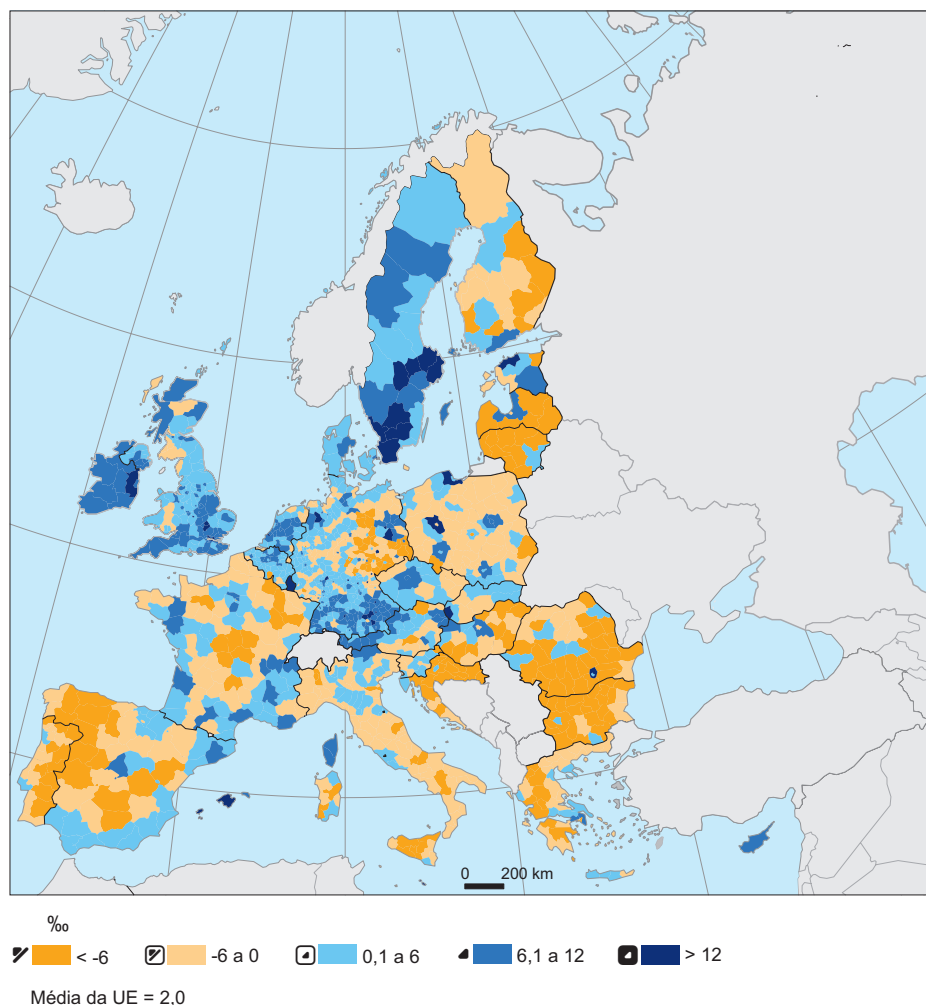 0 200 km
‰
< -6
-6 a 0
0,1 a 6
6,1 a 12
> 12
Média da UE = 2,0